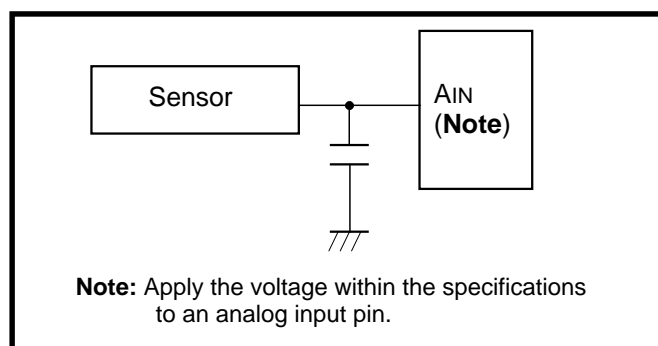 Sensor
AIN
(Note)
Note: Apply the voltage within the specifications
to an analog input pin.